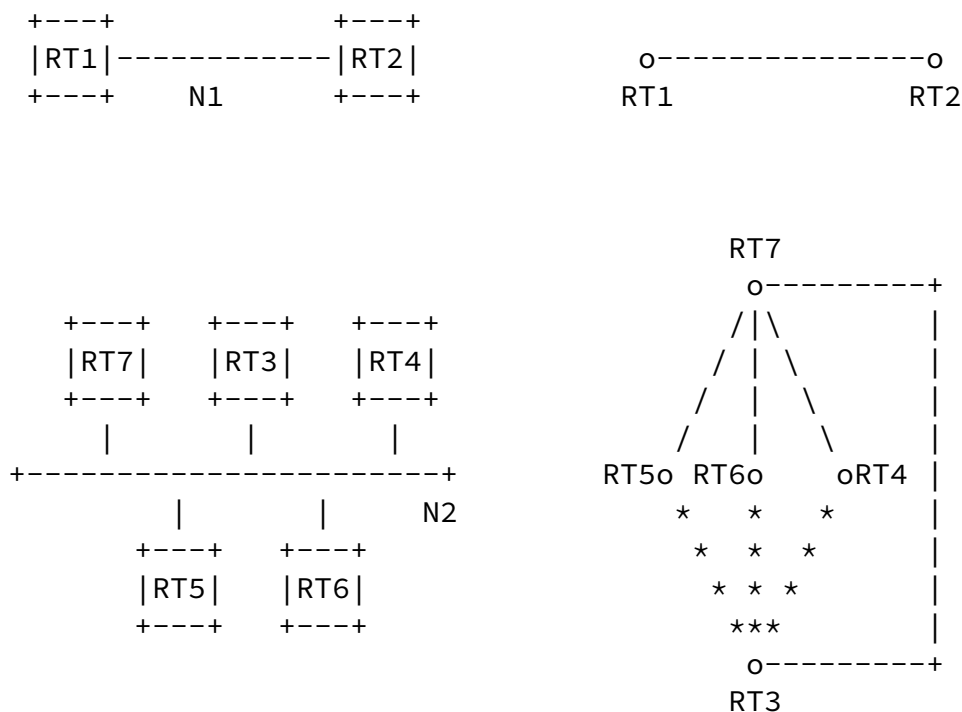 RT1 RT2
N1 RT1 RT2
RT7
RT7 RT3 RT4
RT5o RT6o oRT4
N2
RT5 RT6
RT3